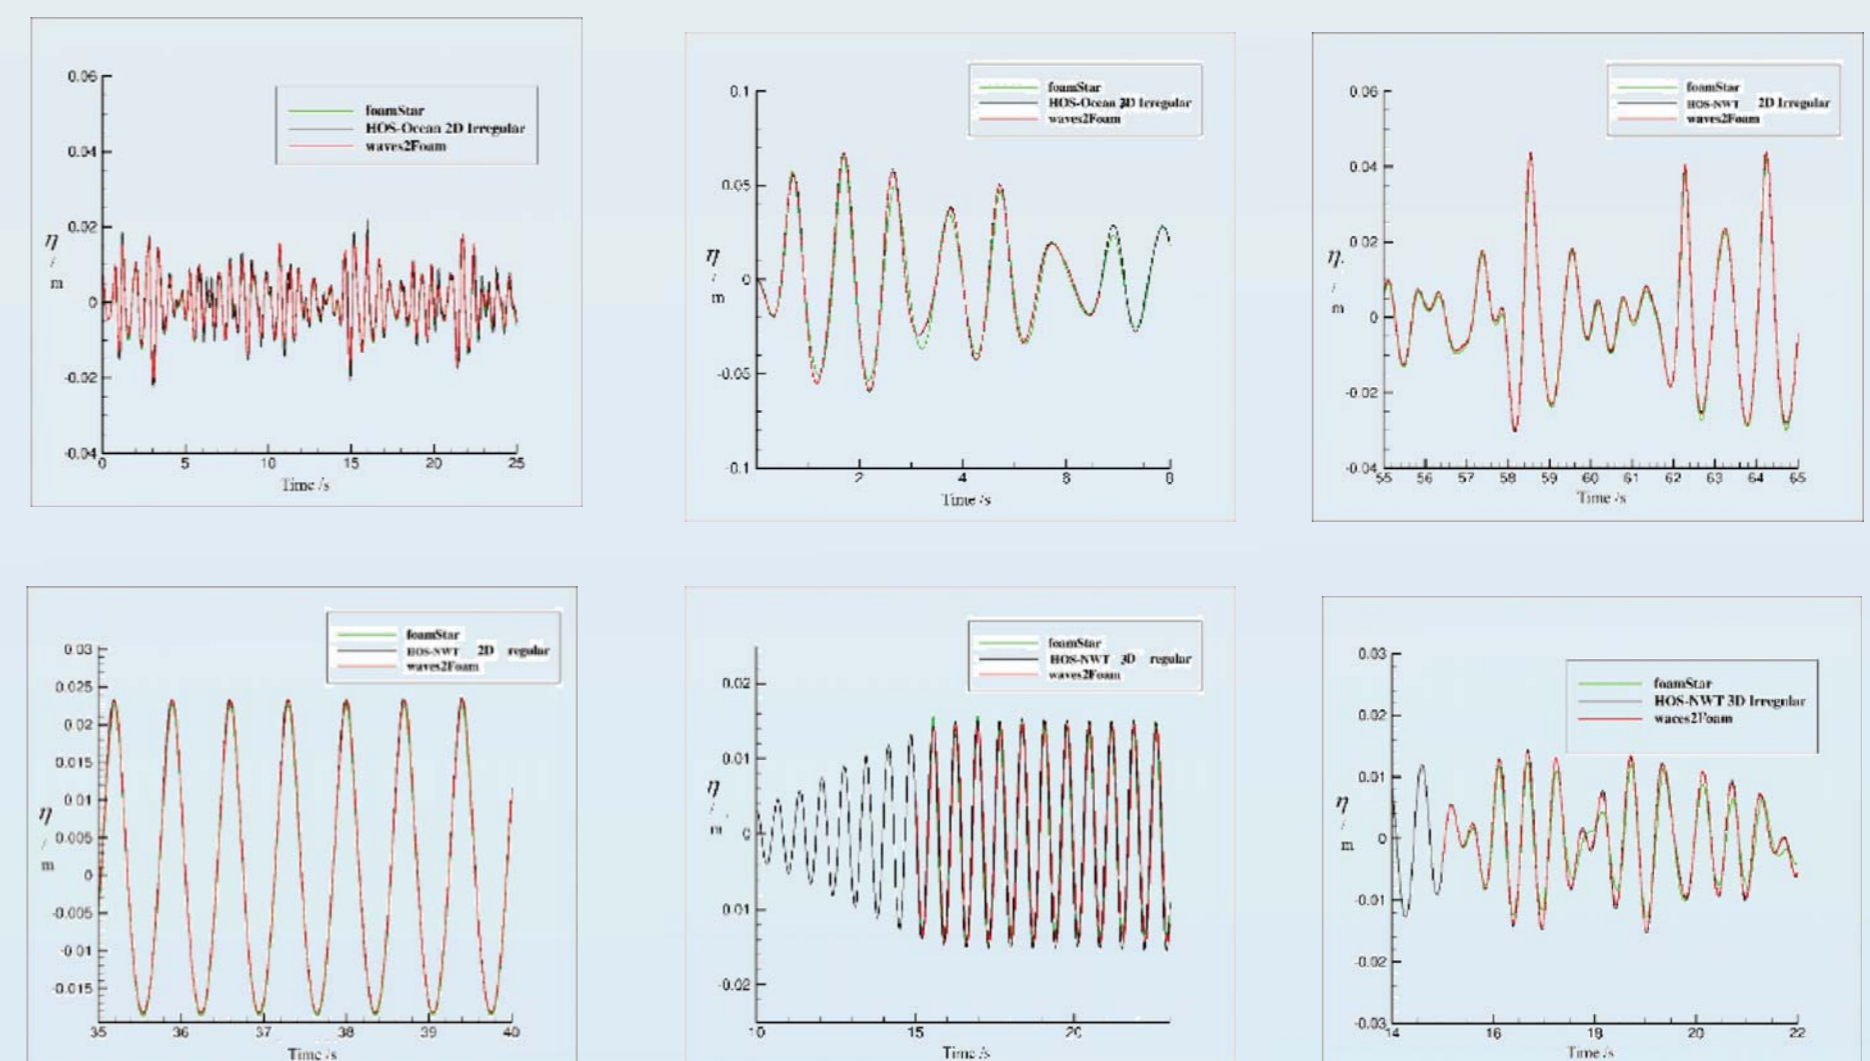 foamStar
HOS-Ocean 2D Irregular
waves2Foam
0.06
0.04
0.02
0
-0.02
-0.04
η
/
m
0 5 10 15 20 25
Time /s
foamStar
HOS-Ocean 3D Irregular
waves2Foam
0.1
0.05
0
-0.05
-0.1
η
/
m
2 4 6 8
Time /s
foamStar
HOS-NWT 2D Irregular
waves2Foam
0.06
0.04
0.02
0
-0.02
-0.04
η
/
m
55 56 57 58 59 60 61 62 63 64 65
Time /s
foamStar
HOS-NWT 2D regular
waves2Foam
0.03
0.025
0.02
0.015
0.01
0.005
0
-0.005
-0.01
-0.015
η
/
m
35 36 37 38 39 40
Time /s
foamStar
HOS-NWT 3D regular
waves2Foam
0.02
0.01
0
0.01
-0.02
η
/
m
10 15 20
Time /s
foamStar
HOS-NWT 3D Irregular
waces2Foam
0.03
0.02
0.01
0
-0.01
-0.02
-0.03
η
/
m
14 16 18 20 22
Time /s